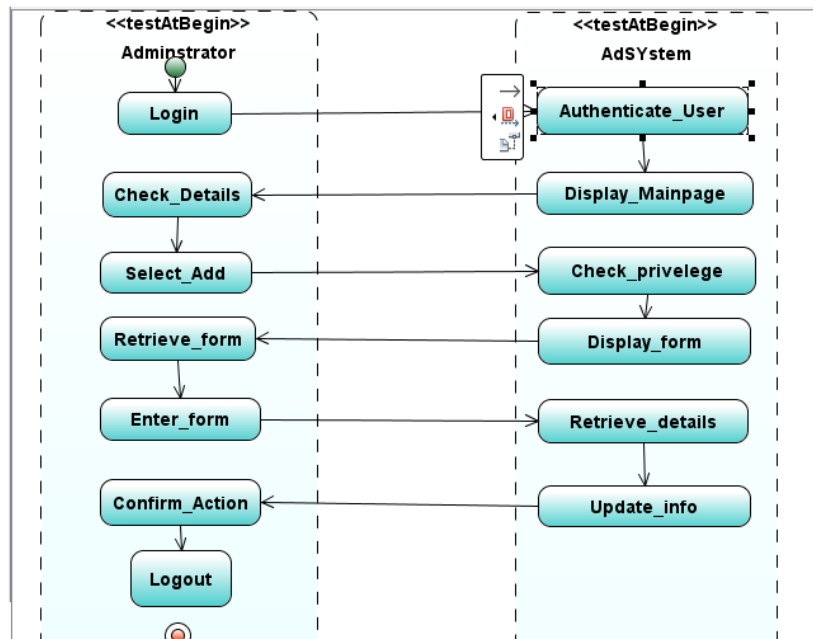 <<testAtBegin>>
Adminstrator
Login
Check_Details
Select_Add
Retrieve_form
Enter_form
Confirm_Action
Logout
<<testAtBegin>>
AdSYstem
Authenticate_User
Display_Mainpage
Check_privelege
Display_form
Retrieve_details
Update_info